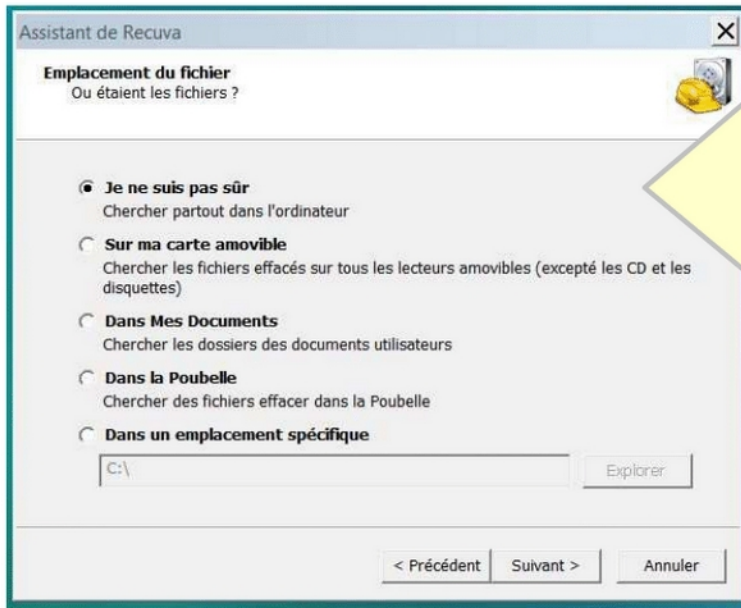 Assistant de Recuva
Emplacement du fichier
Ou étaient les fichiers ?
Je ne suis pas sûr
Chercher partout dans l'ordinateur
Sur ma carte amovible
Chercher les fichiers effacés sur tous les lecteurs amovibles (excepté les CD et les
disquettes)
Dans Mes Documents
Chercher les dossiers des documents utilisateurs
Dans la Poubelle
Chercher des fichiers effacer dans la Poubelle
Dans un emplacement spécifique
C:\
Explorer
< Précédent
Suivant >
Annuler